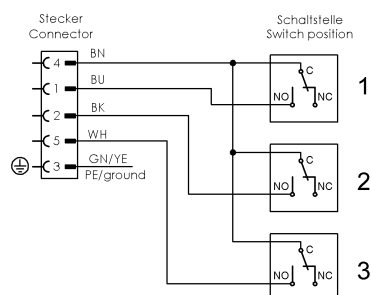 Stecker
Connector
Schaltstelle
Switch position
4 BN
1 BU
2 BK
5 WH
3 GN/YE
PE/ground
C
NO NC
1
C
NO NC
2
C
NO NC
3